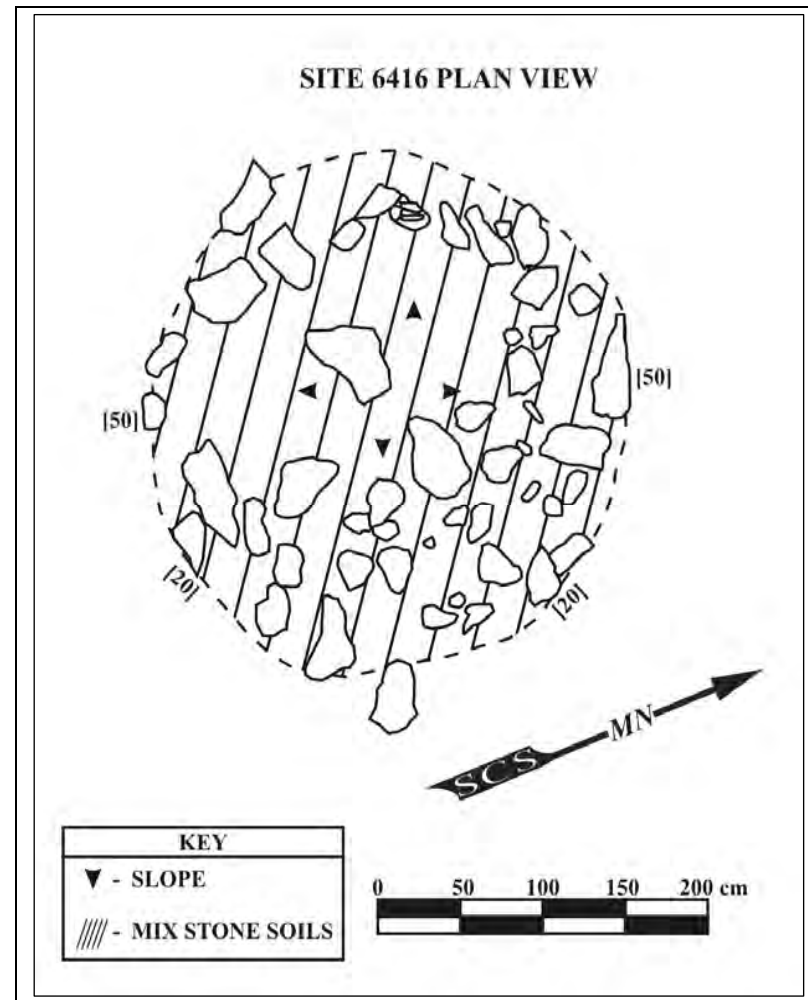 SITE 6416 PLAN VIEW
[50]
[50]
[20]
[20]
MN
SCS
KEY
- SLOPE
- MIX STONE SOILS
0 50 100 150 200 cm